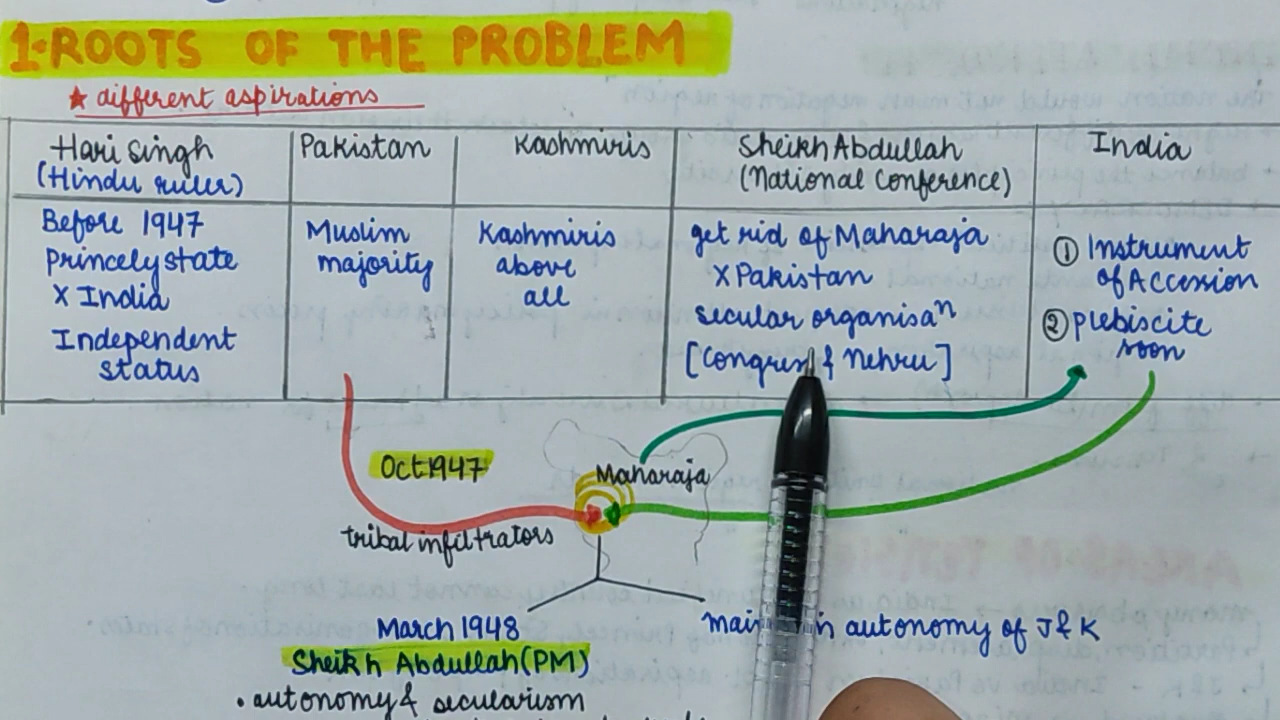 1. ROOTS OF THE PROBLEM
★ different aspirations
Hari Singh
(Hindu ruler)
Pakistan
Kashmiris
Sheikh Abdullah
(National Conference)
India
Before 1947
Princely state
X India
Independent
status
Muslim
majority
Kashmiris
above
all
get rid of Maharaja
X Pakistan
secular organisaⁿ
[Congress & Nehru]
① Instrument
of Accession
② Plebiscite
soon
Oct 1947
Maharaja
tribal infiltrators
March 1948
Sheikh Abdullah (PM)
• autonomy & secularism
autonomy of J & K